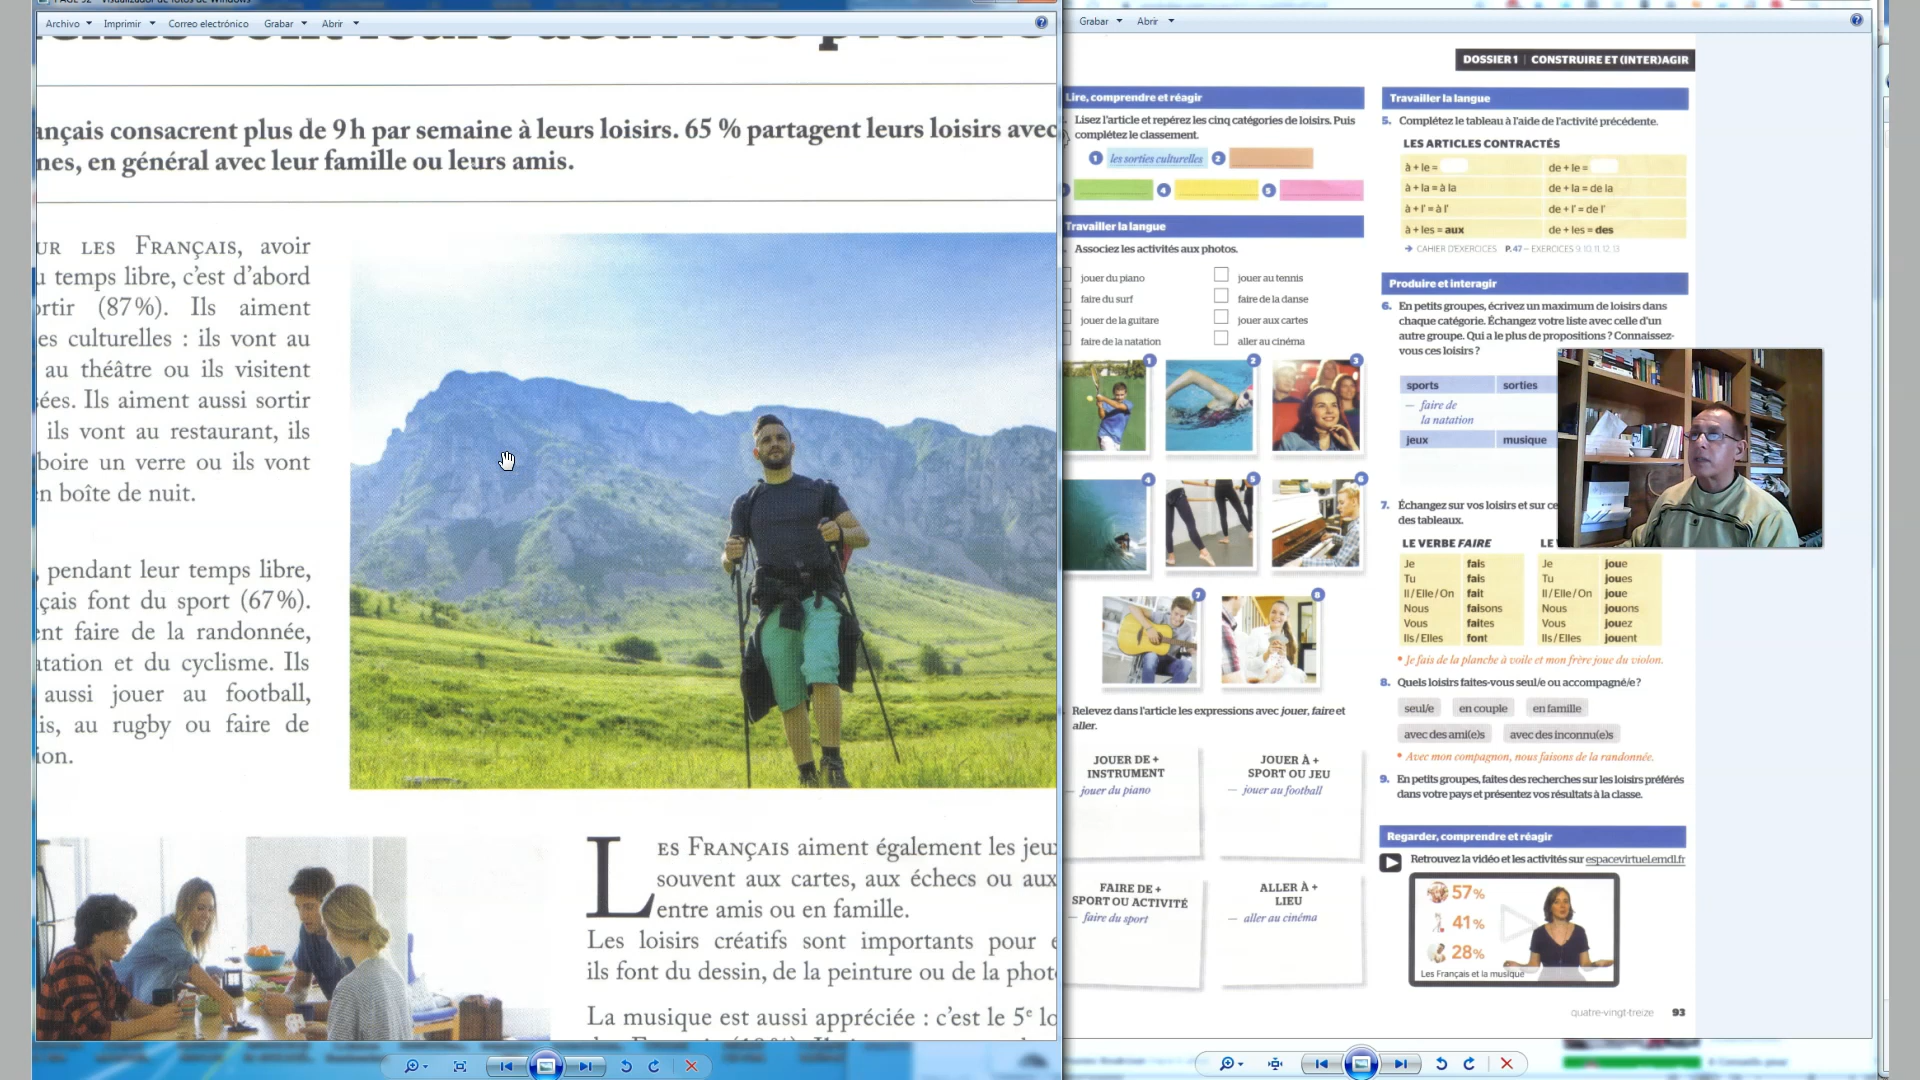 Archivo
Imprimir
Correo electrónico
Grabar
Abrir
ançais consacrent plus de 9 h par semaine à leurs loisirs. 65 % partagent leurs loisirs avec
nes, en général avec leur famille ou leurs amis.
UR LES FRANÇAIS, avoir
u temps libre, c'est d'abord
ortir (87%). Ils aiment
es culturelles : ils vont au
au théâtre ou ils visitent
sées. Ils aiment aussi sortir
ils vont au restaurant, ils
boire un verre ou ils vont
n boîte de nuit.
, pendant leur temps libre,
çais font du sport (67%).
ent faire de la randonnée,
atation et du cyclisme. Ils
aussi jouer au football,
is, au rugby ou faire de
ion.
LES FRANÇAIS aiment également les jeux
souvent aux cartes, aux échecs ou aux
entre amis ou en famille.
Les loisirs créatifs sont importants pour
ils font du dessin, de la peinture ou de la phot
La musique est aussi appréciée : c'est le 5e lo
Grabar
Abrir
DOSSIER 1 | CONSTRUIRE ET (INTER)AGIR
Lire, comprendre et réagir
Lisez l'article et repérez les cinq catégories de loisirs. Puis
complétez le classement.
1 les sorties culturelles 2
4 5
Travailler la langue
Associez les activités aux photos.
jouer du piano
jouer au tennis
faire du surf
faire de la danse
jouer de la guitare
jouer aux cartes
faire de la natation
aller au cinéma
1 2 3
4 5 6
7 8
Relevez dans l'article les expressions avec jouer, faire et
aller.
JOUER DE +
INSTRUMENT
— jouer du piano
JOUER À +
SPORT OU JEU
— jouer au football
FAIRE DE +
SPORT OU ACTIVITÉ
— faire du sport
ALLER À +
LIEU
— aller au cinéma
Travailler la langue
5. Complétez le tableau à l'aide de l'activité précédente.
LES ARTICLES CONTRACTÉS
à + le =
de + le =
à + la = à la
de + la = de la
à + l' = à l'
de + l' = de l'
à + les = aux
de + les = des
→ CAHIER D'EXERCICES P. 47 – EXERCICES 9, 10, 11, 12, 13
Produire et interagir
6. En petits groupes, écrivez un maximum de loisirs dans
chaque catégorie. Échangez votre liste avec celle d'un
autre groupe. Qui a le plus de propositions ? Connaissez-
vous ces loisirs ?
sports
sorties
— faire de
la natation
jeux
musique
7. Échangez sur vos loisirs et sur ce
des tableaux.
LE VERBE FAIRE
Je fais
Tu fais
Il/Elle/On fait
Nous faisons
Vous faites
Ils/Elles font
LE
Je joue
Tu joues
Il/Elle/On joue
Nous jouons
Vous jouez
Ils/Elles jouent
• Je fais de la planche à voile et mon frère joue du violon.
8. Quels loisirs faites-vous seul/e ou accompagné/e ?
seul/e
en couple
en famille
avec des ami(e)s
avec des inconnu(e)s
• Avec mon compagnon, nous faisons de la randonnée.
9. En petits groupes, faites des recherches sur les loisirs préférés
dans votre pays et présentez vos résultats à la classe.
Regarder, comprendre et réagir
Retrouvez la vidéo et les activités sur espacevirtuel.emdl.fr
57%
41%
28%
Les Français et la musique
quatre-vingt-treize 93